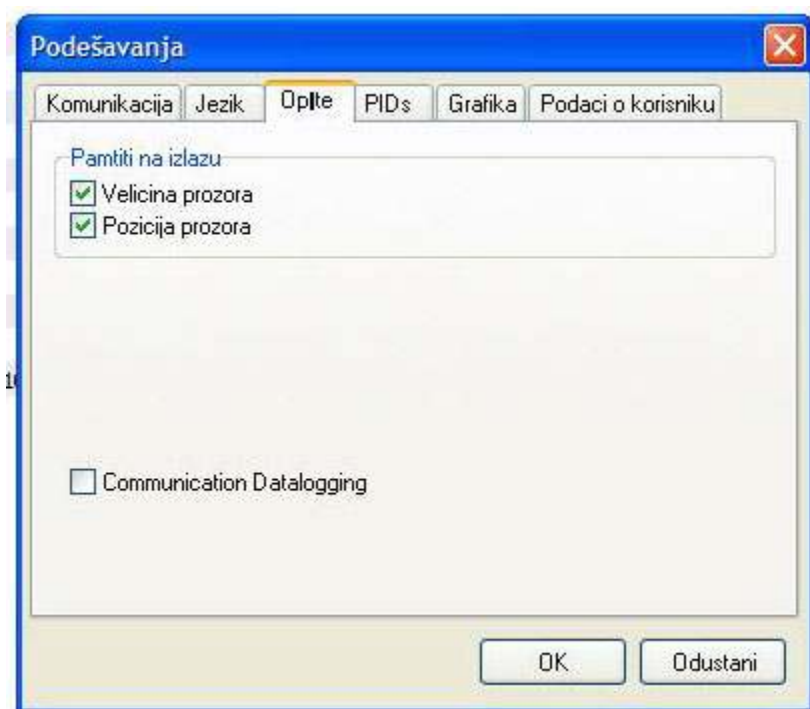 Podešavanja
Komunikacija Jezik Oplte PIDs Grafika Podaci o korisniku
Pamtiti na izlazu
Velicina prozora
Pozicija prozora
Communication Datalogging
OK Odustani